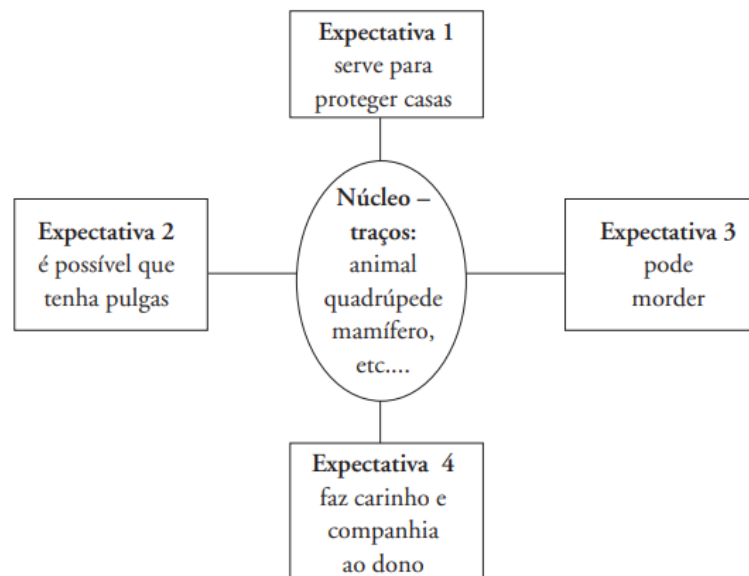 Expectativa 1
serve para
proteger casas
Expectativa 2
é possível que
tenha pulgas
Núcleo –
traços:
animal
quadrúpede
mamífero,
etc....
Expectativa 3
pode
morder
Expectativa 4
faz carinho e
companhia
ao dono